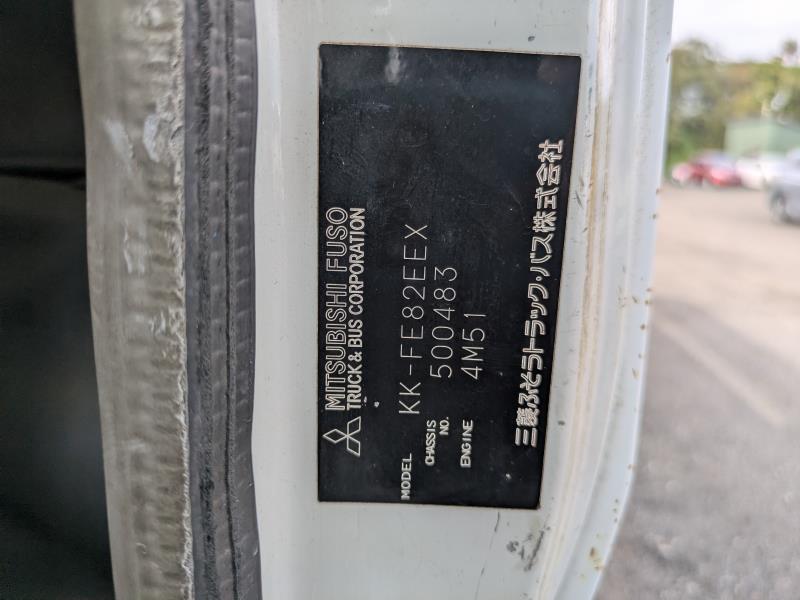 MITSUBISHI FUSO
TRUCK & BUS CORPORATION
MODEL KK-FE82EEX
CHASSIS NO. 500483
ENGINE 4M51
三菱ふそうトラック・バス株式会社